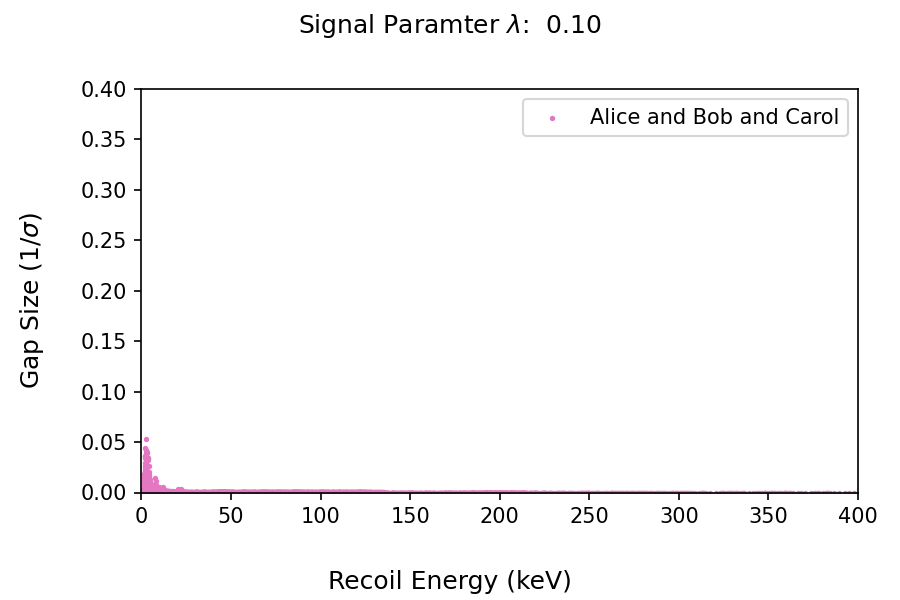 Signal Paramter λ: 0.10
0.40
0.35
0.30
0.25
0.20
0.15
0.10
0.05
0.00
Gap Size (1/σ)
Alice and Bob and Carol
0 50 100 150 200 250 300 350 400
Recoil Energy (keV)